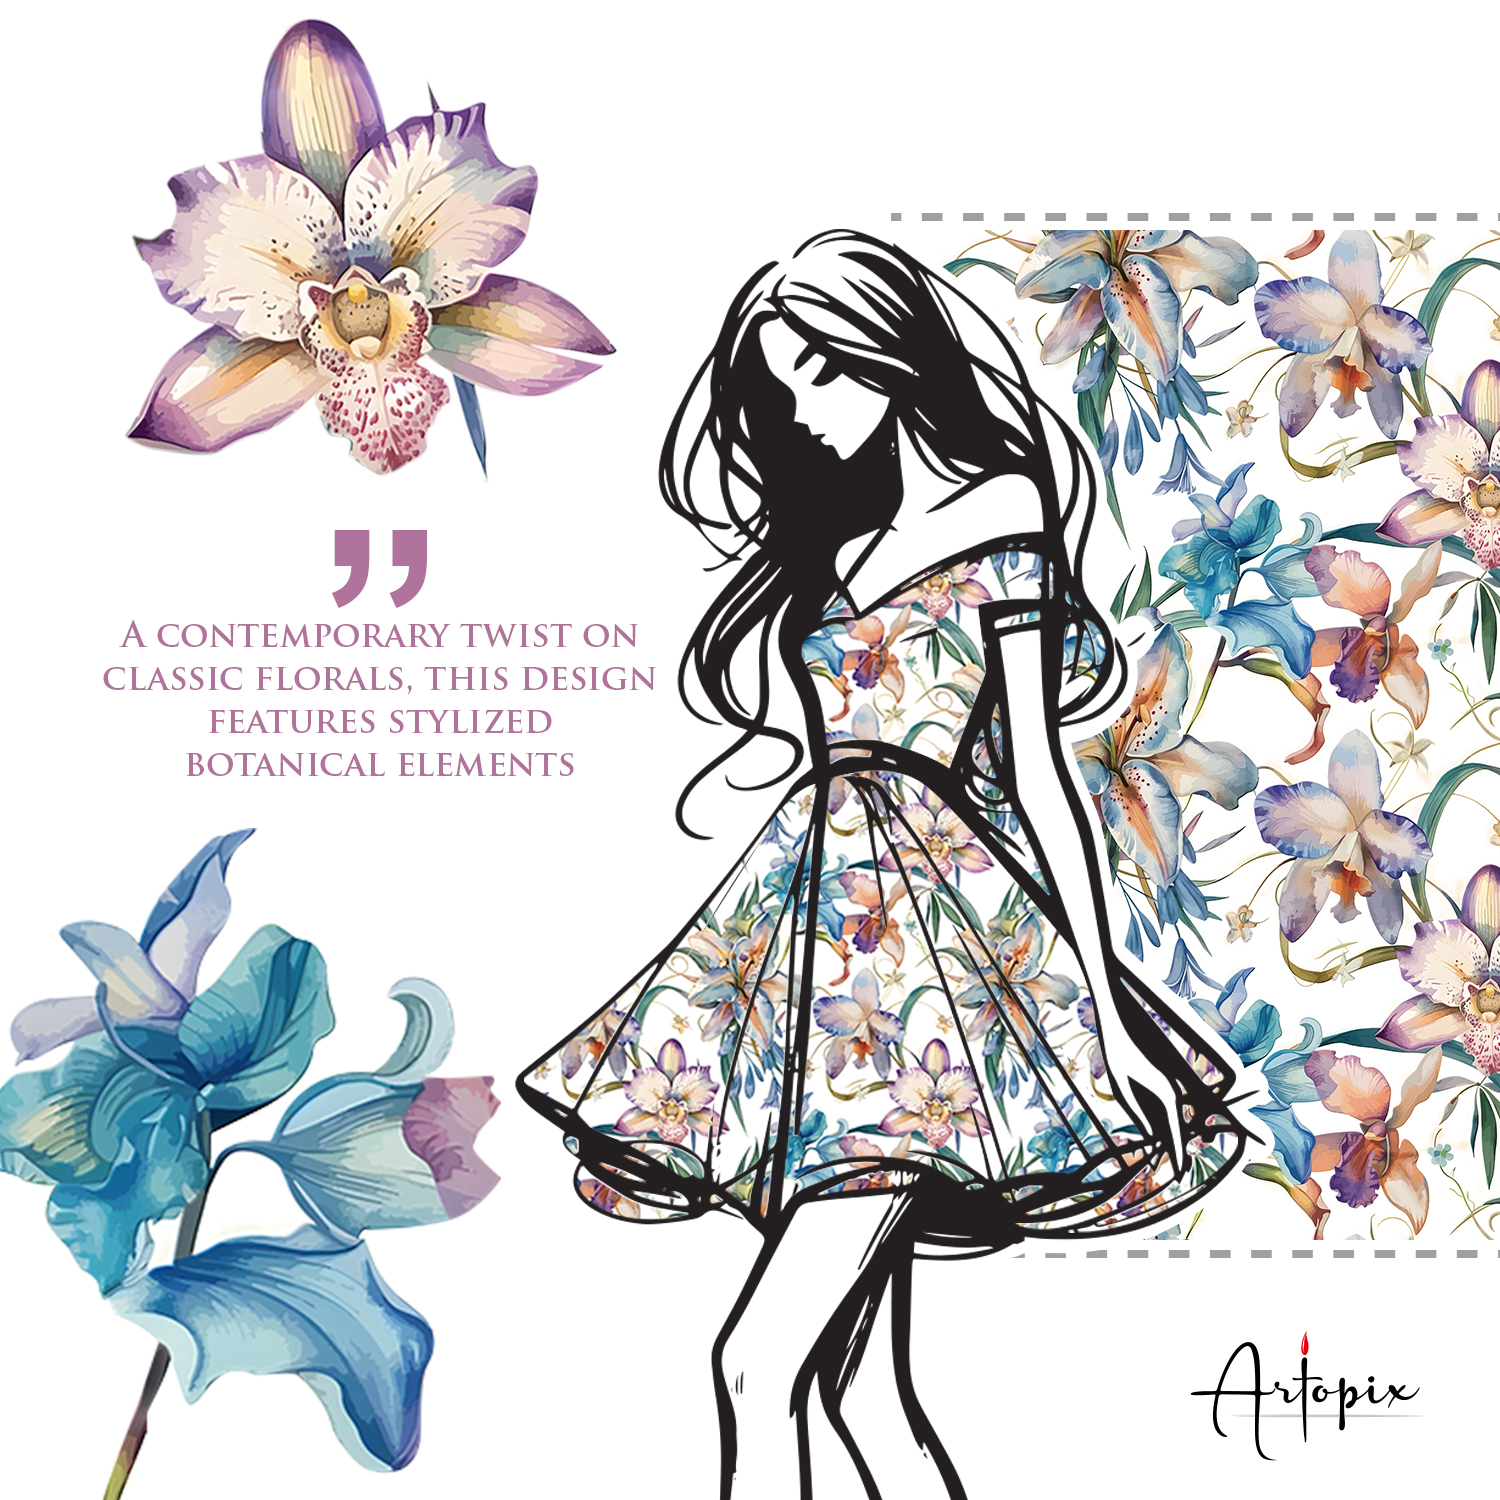 ”
A CONTEMPORARY TWIST ON
CLASSIC FLORALS, THIS DESIGN
FEATURES STYLIZED
BOTANICAL ELEMENTS
Artopix